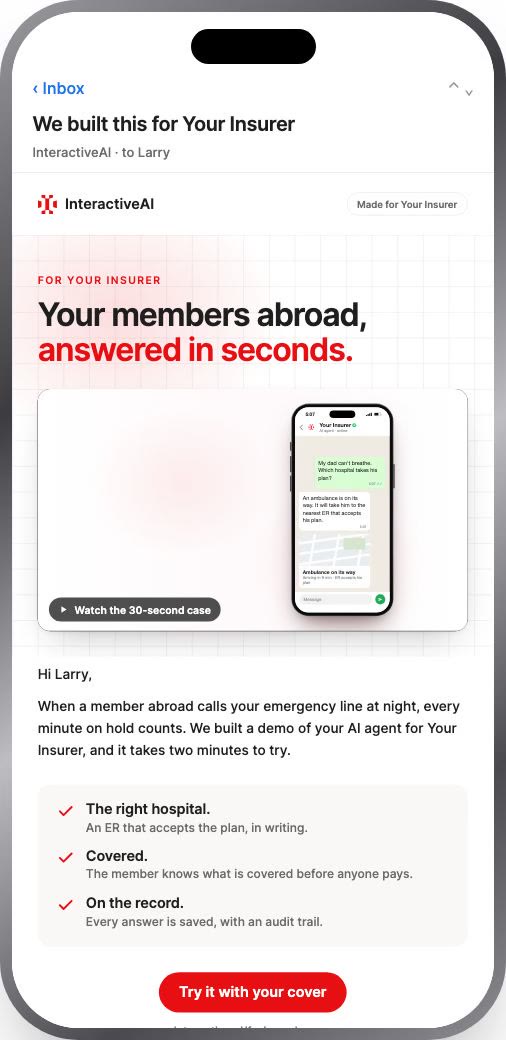 ‹ Inbox
We built this for Your Insurer
InteractiveAI · to Larry
InteractiveAI
Made for Your Insurer
FOR YOUR INSURER
Your members abroad,
answered in seconds.
5:07
Your Insurer
AI agent · online
My dad can't breathe.
Which hospital takes his
plan?
An ambulance is on its
way. It will take him to the
nearest ER that accepts
his plan.
Ambulance on its way
plan
Message
Watch the 30-second case
Hi Larry,
When a member abroad calls your emergency line at night, every
minute on hold counts. We built a demo of your AI agent for Your
Insurer, and it takes two minutes to try.
The right hospital.
An ER that accepts the plan, in writing.
Covered.
The member knows what is covered before anyone pays.
On the record.
Every answer is saved, with an audit trail.
Try it with your cover